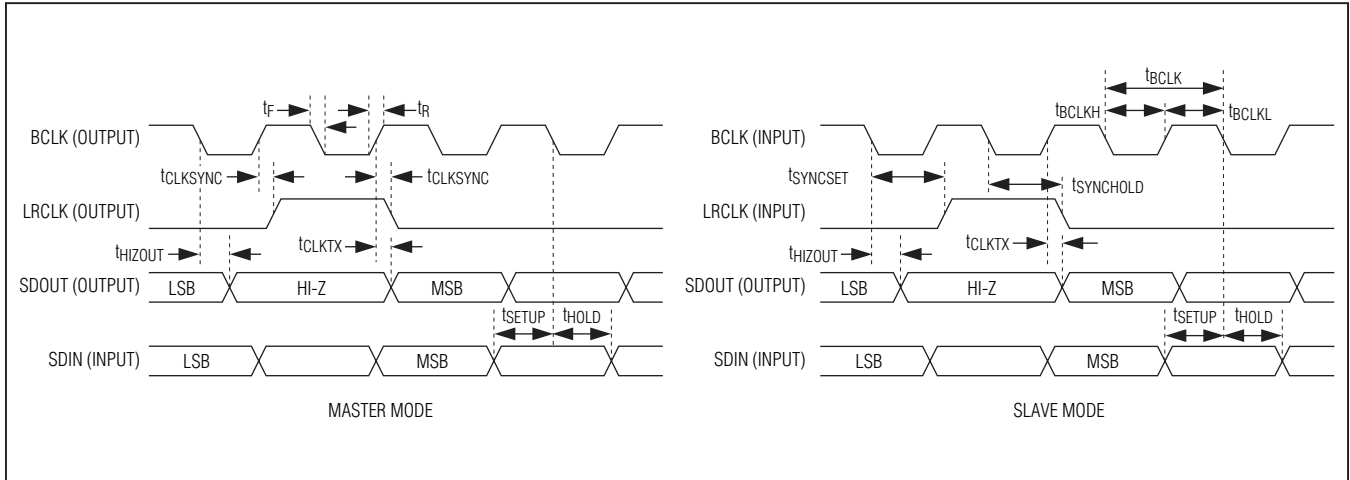 tF
tR
BCLK (OUTPUT)
tCLKSYNC
tCLKSYNC
LRCLK (OUTPUT)
tHIZOUT
tCLKTX
SDOUT (OUTPUT)
LSB
HI-Z
MSB
tSETUP
tHOLD
SDIN (INPUT)
LSB
MSB
MASTER MODE
tBCLK
tBCLKH
tBCLKL
BCLK (INPUT)
tSYNCSET
tSYNCHOLD
LRCLK (INPUT)
tHIZOUT
tCLKTX
SDOUT (OUTPUT)
LSB
HI-Z
MSB
tSETUP
tHOLD
SDIN (INPUT)
LSB
MSB
SLAVE MODE